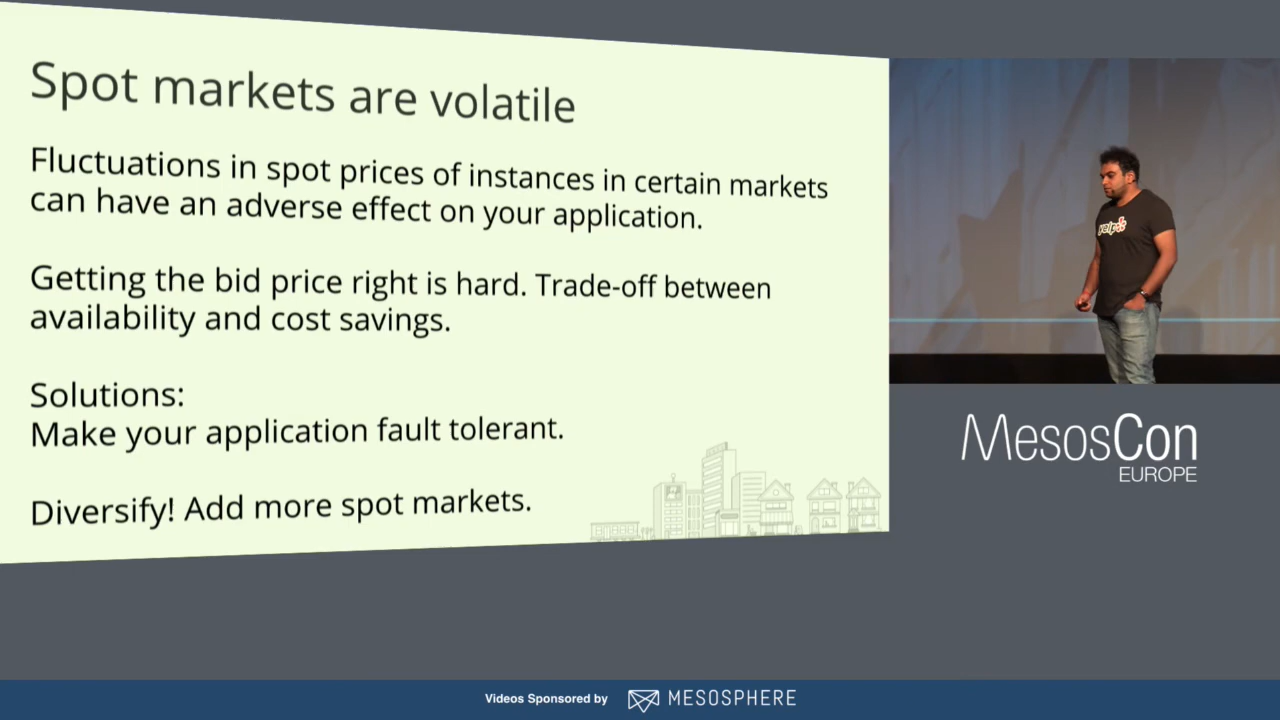 Spot markets are volatile
Fluctuations in spot prices of instances in certain markets
can have an adverse effect on your application.
Getting the bid price right is hard. Trade-off between
availability and cost savings.
Solutions:
Make your application fault tolerant.
Diversify! Add more spot markets.
yelp
MesosCon
EUROPE
Videos Sponsored by
MESOSPHERE